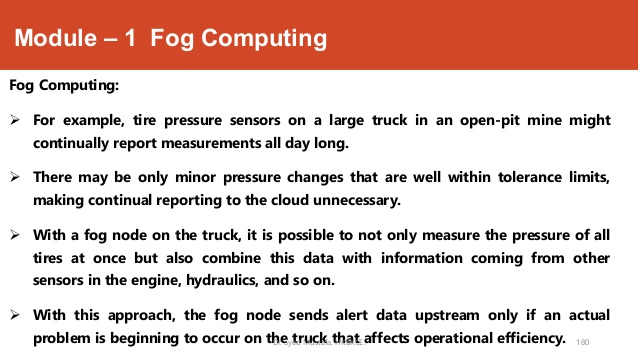 Module – 1 Fog Computing
Fog Computing:
➢ For example, tire pressure sensors on a large truck in an open-pit mine might
continually report measurements all day long.
➢ There may be only minor pressure changes that are well within tolerance limits,
making continual reporting to the cloud unnecessary.
➢ With a fog node on the truck, it is possible to not only measure the pressure of all
tires at once but also combine this data with information coming from other
sensors in the engine, hydraulics, and so on.
➢ With this approach, the fog node sends alert data upstream only if an actual
problem is beginning to occur on the truck that affects operational efficiency.
180